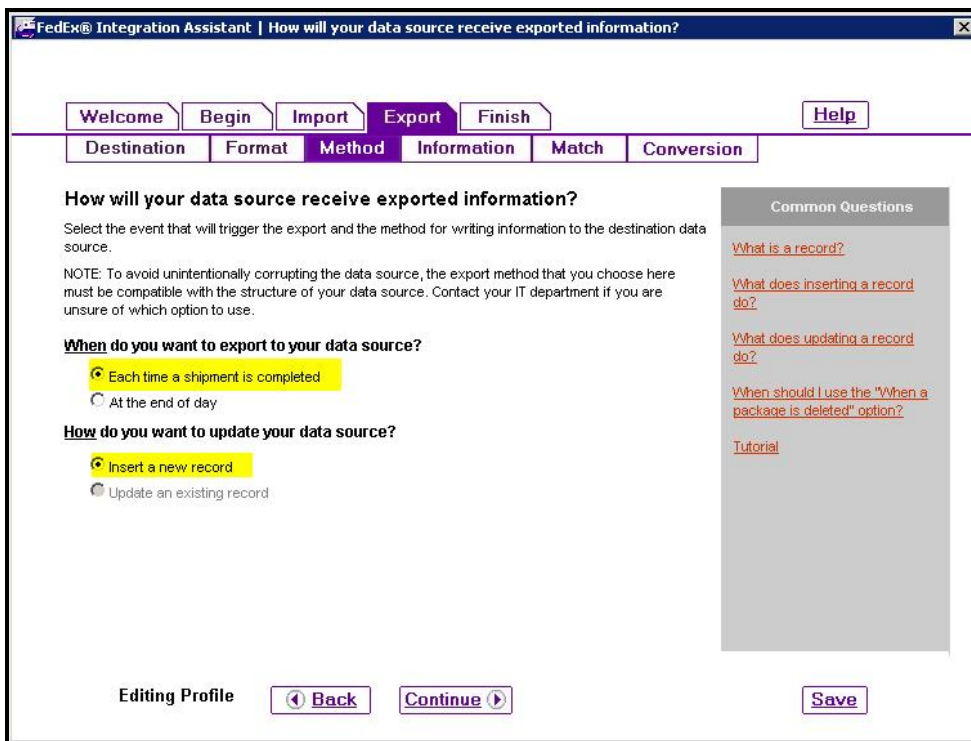 FedEx® Integration Assistant | How will your data source receive exported information?
Welcome Begin Import Export Finish Help
Destination Format Method Information Match Conversion
How will your data source receive exported information?
Select the event that will trigger the export and the method for writing information to the destination data
source.
NOTE: To avoid unintentionally corrupting the data source, the export method that you choose here
must be compatible with the structure of your data source. Contact your IT department if you are
unsure of which option to use.
When do you want to export to your data source?
Each time a shipment is completed
At the end of day
How do you want to update your data source?
Insert a new record
Update an existing record
Common Questions
What is a record?
What does inserting a record
do?
What does updating a record
do?
When should I use the "When a
package is deleted" option?
Tutorial
Editing Profile Back Continue Save